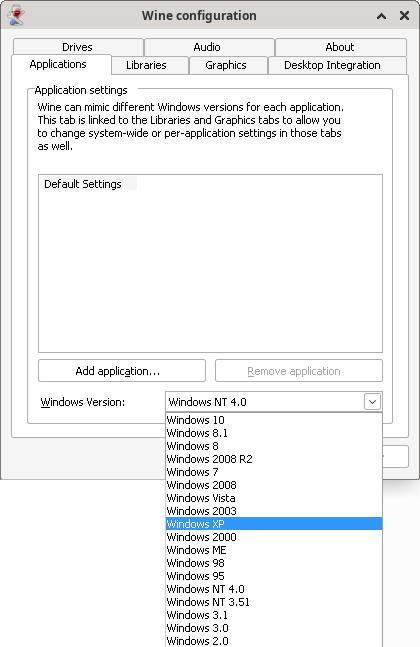 Wine configuration
Drives
Audio
About
Applications
Libraries
Graphics
Desktop Integration
Application settings
Wine can mimic different Windows versions for each application.
This tab is linked to the Libraries and Graphics tabs to allow you
to change system-wide or per-application settings in those tabs
as well.
Default Settings
Add application...
Remove application
Windows Version:
Windows NT 4.0
Windows 10
Windows 8.1
Windows 8
Windows 2008 R2
Windows 7
Windows 2008
Windows Vista
Windows 2003
Windows XP
Windows 2000
Windows ME
Windows 98
Windows 95
Windows NT 4.0
Windows NT 3.51
Windows 3.1
Windows 3.0
Windows 2.0